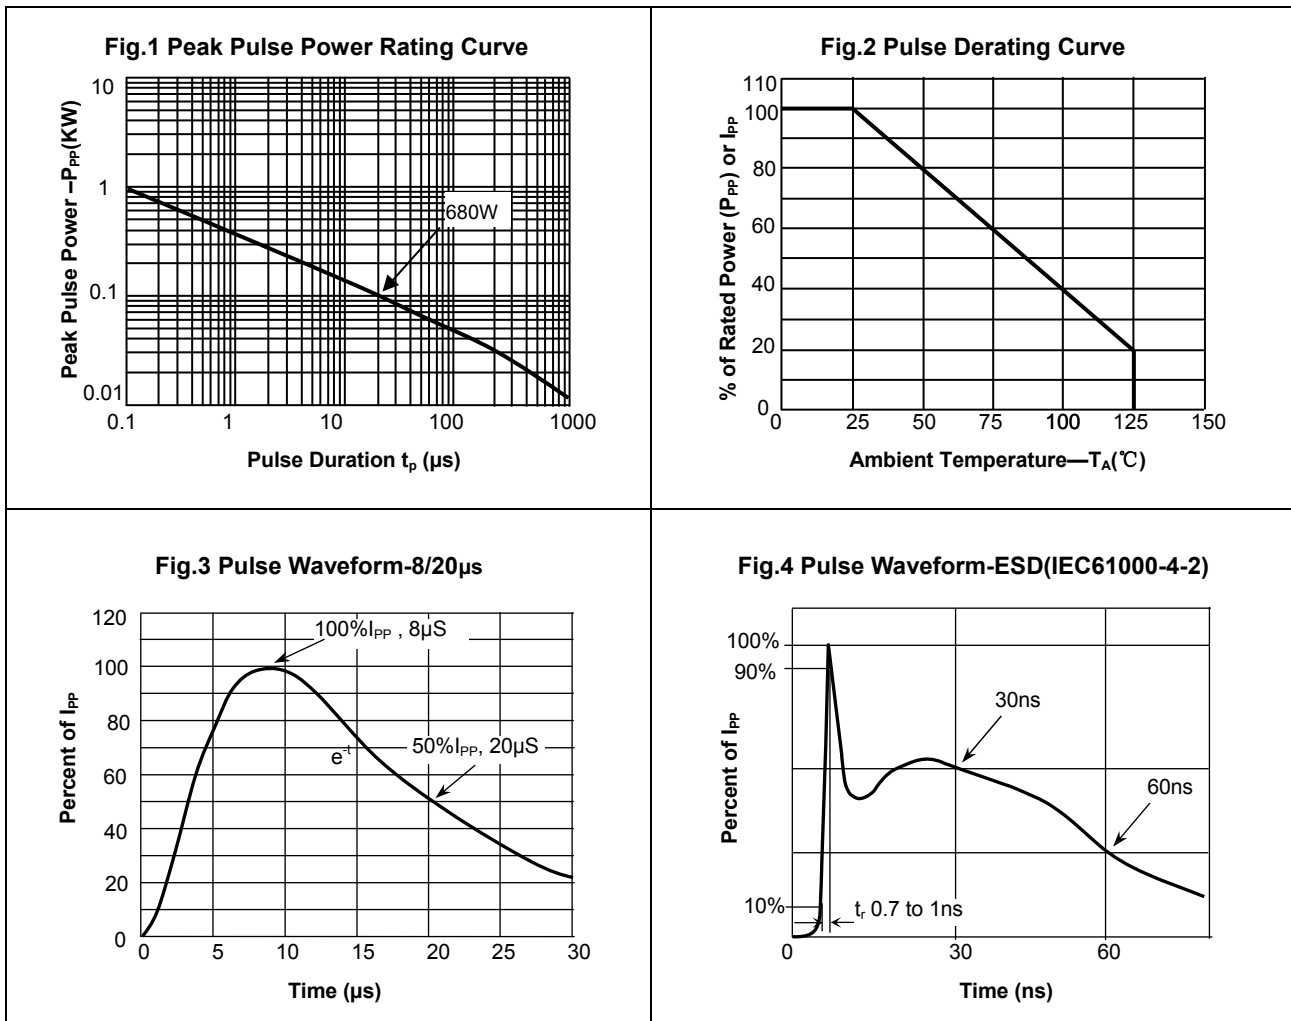 Fig.1 Peak Pulse Power Rating Curve
Peak Pulse Power –PPP(KW)
10
1
0.1
0.01
680W
0.1 1 10 100 1000
Pulse Duration tp (µs)
Fig.2 Pulse Derating Curve
% of Rated Power (PPP) or IPP
110
100
80
60
40
20
0
0 25 50 75 100 125 150
Ambient Temperature—TA(℃)
Fig.3 Pulse Waveform-8/20µs
Percent of IPP
120
100
80
60
40
20
0
100%IPP , 8µS
e-t
50%IPP, 20µS
0 5 10 15 20 25 30
Time (µs)
Fig.4 Pulse Waveform-ESD(IEC61000-4-2)
Percent of IPP
100%
90%
10%
30ns
60ns
tr 0.7 to 1ns
0 30 60
Time (ns)